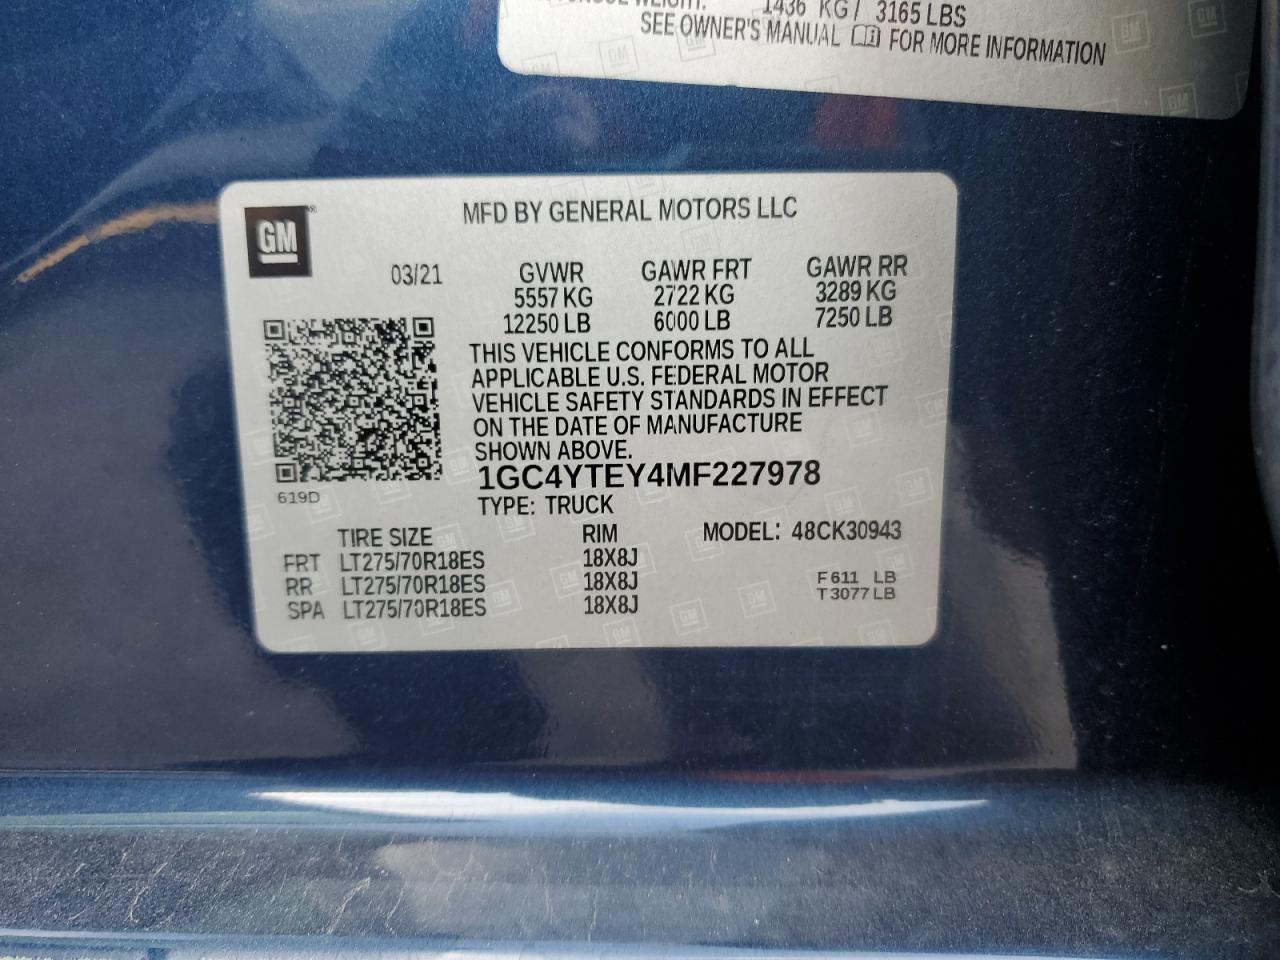 1436 KG / 3165 LBS
SEE OWNER'S MANUAL FOR MORE INFORMATION
GM
MFD BY GENERAL MOTORS LLC
03/21 GVWR GAWR FRT GAWR RR
5557 KG 2722 KG 3289 KG
12250 LB 6000 LB 7250 LB
THIS VEHICLE CONFORMS TO ALL
APPLICABLE U.S. FEDERAL MOTOR
VEHICLE SAFETY STANDARDS IN EFFECT
ON THE DATE OF MANUFACTURE
SHOWN ABOVE.
1GC4YTEY4MF227978
619D
TYPE: TRUCK
TIRE SIZE RIM MODEL: 48CK30943
FRT LT275/70R18ES 18X8J
RR LT275/70R18ES 18X8J F 611 LB
SPA LT275/70R18ES 18X8J T 3077 LB